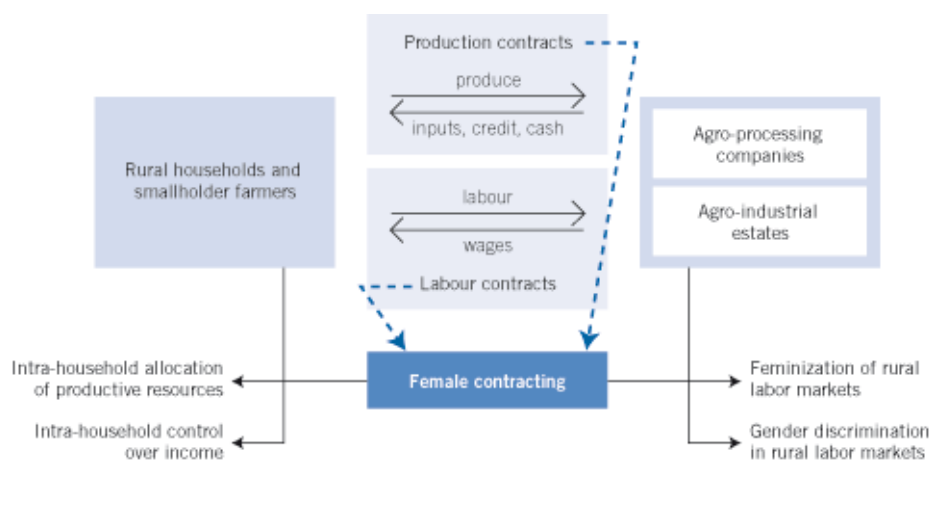 Production contracts
produce
inputs, credit, cash
Rural households and
smallholder farmers
labour
wages
Labour contracts
Agro-processing
companies
Agro-industrial
estates
Female contracting
Intra-household allocation
of productive resources
Intra-household control
over income
Feminization of rural
labor markets
Gender discrimination
in rural labor markets